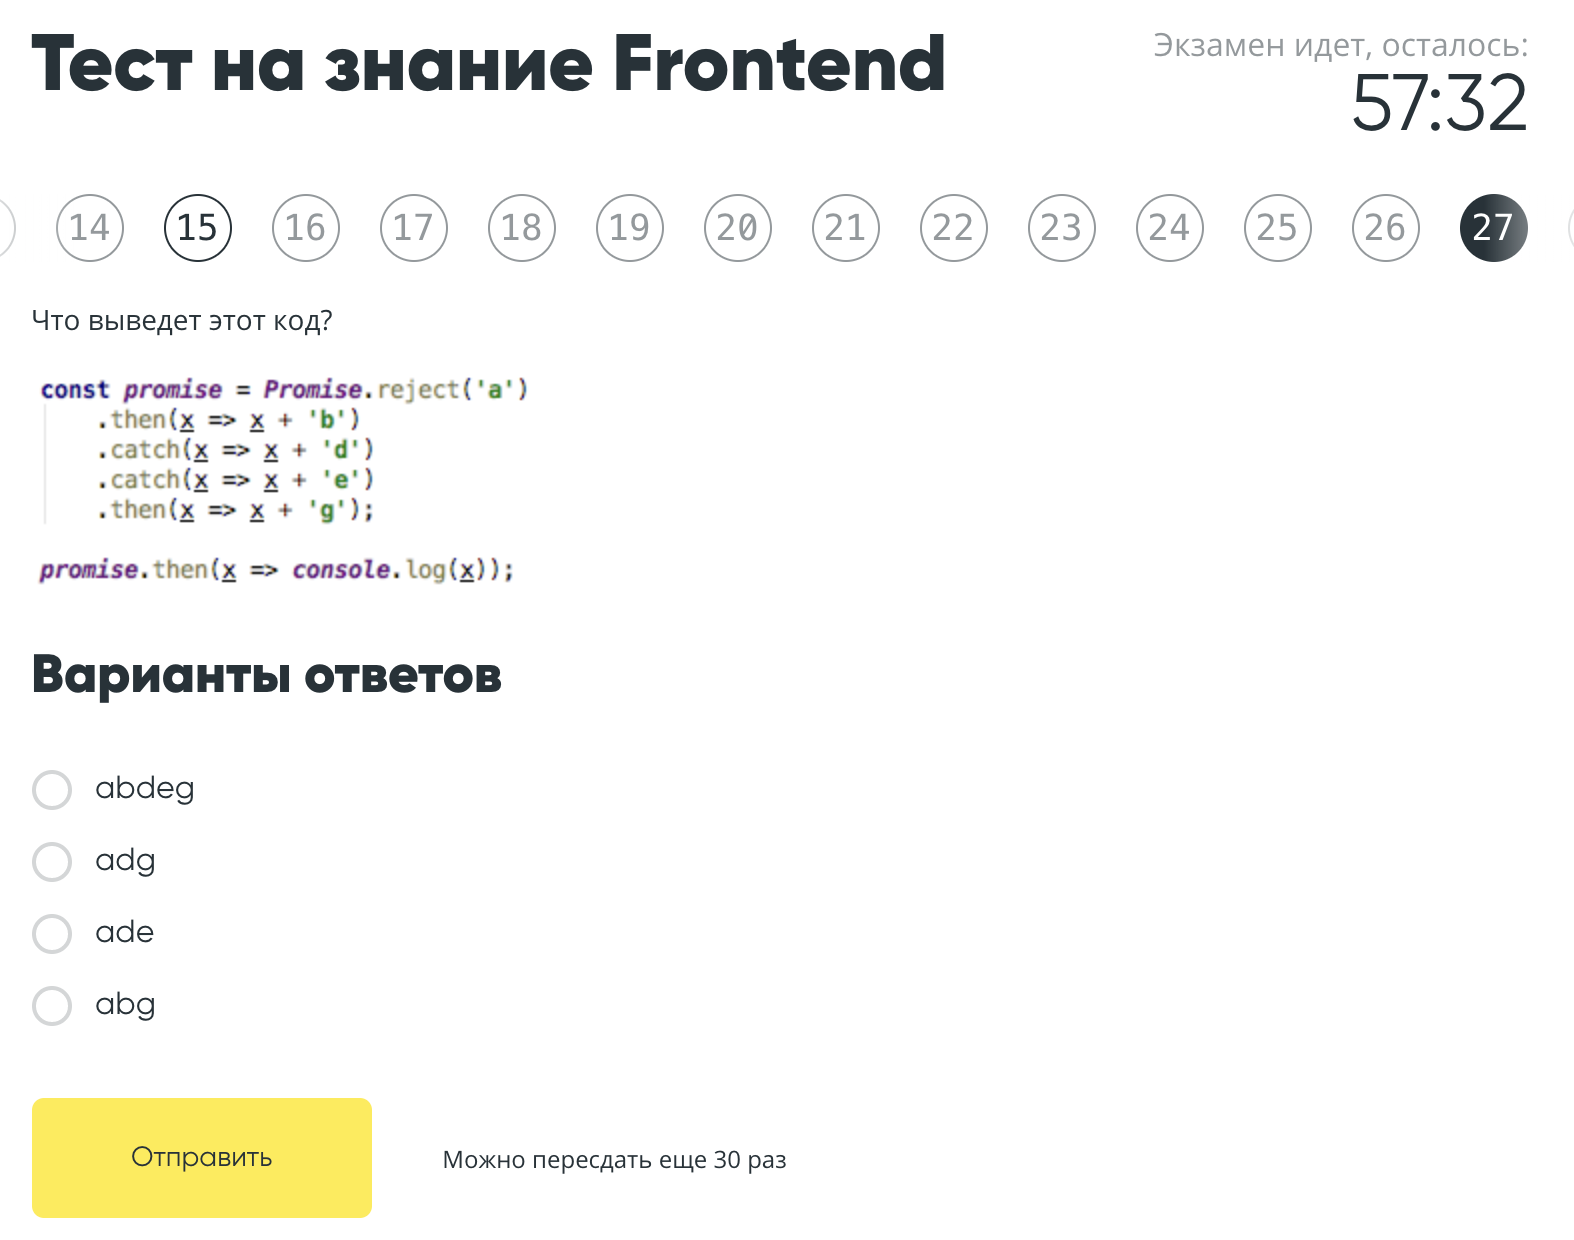 Тест на знание Frontend
Экзамен идет, осталось:
57:32
14 15 16 17 18 19 20 21 22 23 24 25 26 27
Что выведет этот код?
const promise = Promise.reject('a')
.then(x => x + 'b')
.catch(x => x + 'd')
.catch(x => x + 'e')
.then(x => x + 'g');
promise.then(x => console.log(x));
Варианты ответов
abdeg
adg
ade
abg
Отправить
Можно пересдать еще 30 раз